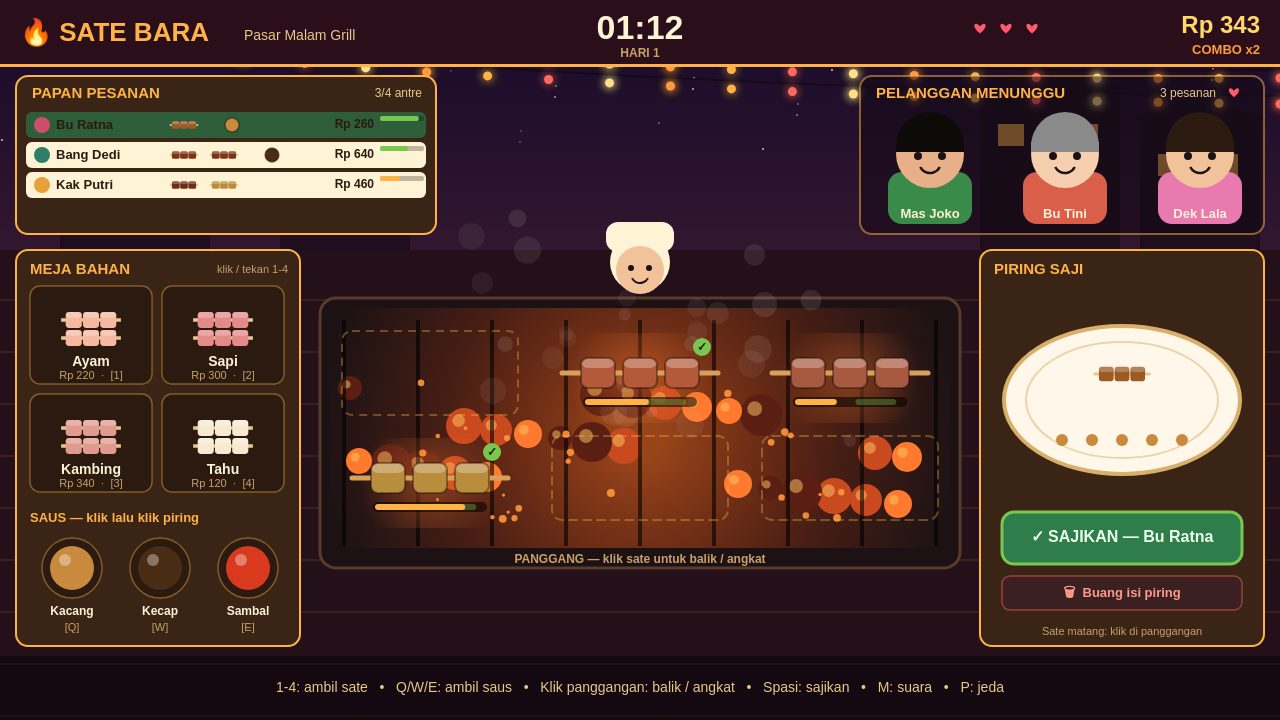 🔥 SATE BARA
Pasar Malam Grill
01:12
HARI 1
Rp 343
COMBO x2
PAPAN PESANAN
3/4 antre
Bu Ratna
Rp 260
Bang Dedi
Rp 640
Kak Putri
Rp 460
PELANGGAN MENUNGGU
3 pesanan
Mas Joko
Bu Tini
Dek Lala
MEJA BAHAN
klik / tekan 1-4
Ayam
Rp 220 · [1]
Sapi
Rp 300 · [2]
Kambing
Rp 340 · [3]
Tahu
Rp 120 · [4]
SAUS — klik lalu klik piring
Kacang
[Q]
Kecap
[W]
Sambal
[E]
PANGGANG — klik sate untuk balik / angkat
PIRING SAJI
✓ SAJIKAN — Bu Ratna
Buang isi piring
Sate matang: klik di panggangan
1-4: ambil sate • Q/W/E: ambil saus • Klik panggangan: balik / angkat • Spasi: sajikan • M: suara • P: jeda